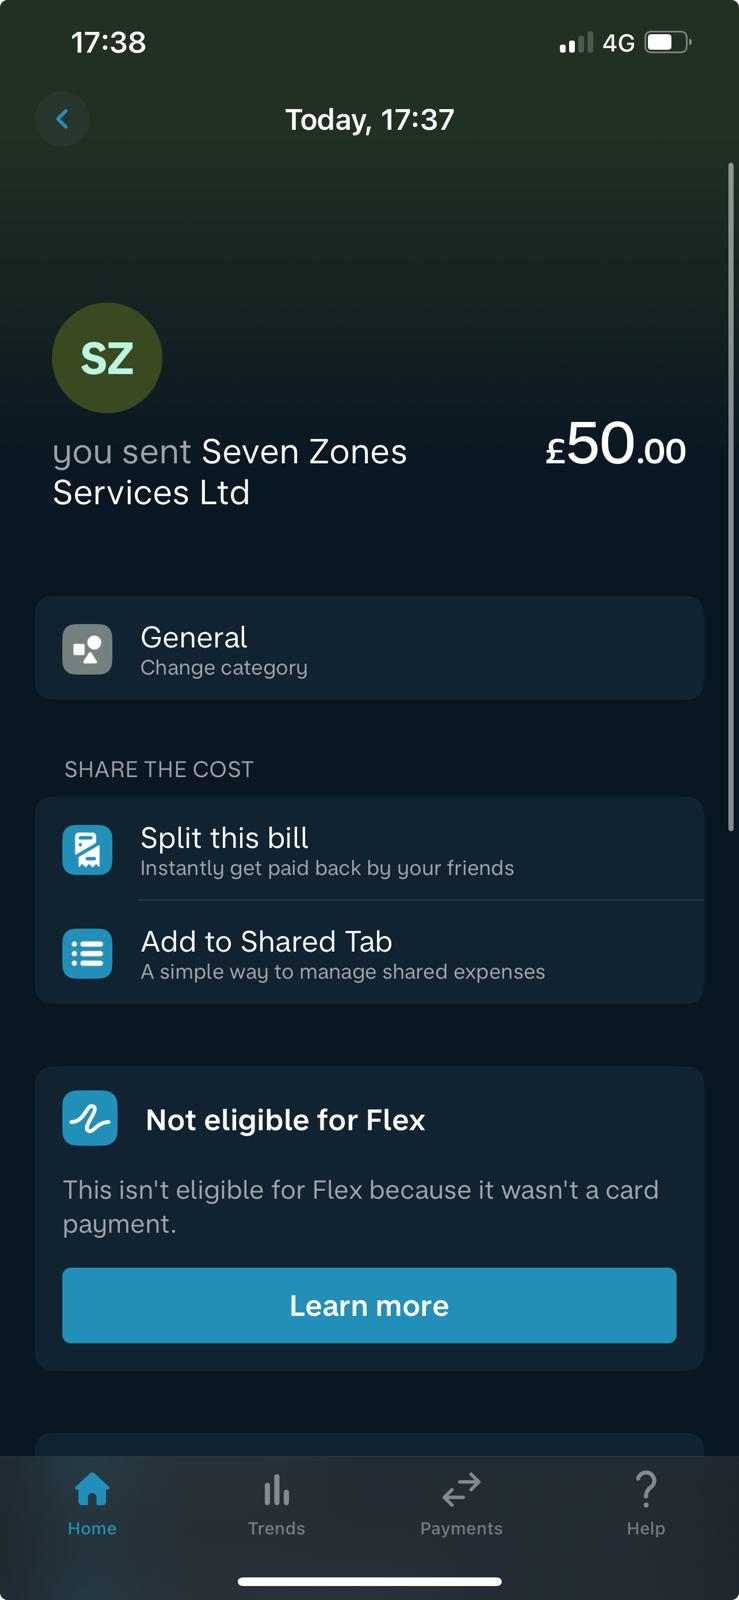 17:38
4G
Today, 17:37
SZ
you sent Seven Zones
Services Ltd
£50.00
General
Change category
SHARE THE COST
Split this bill
Instantly get paid back by your friends
Add to Shared Tab
A simple way to manage shared expenses
Not eligible for Flex
This isn't eligible for Flex because it wasn't a card
payment.
Learn more
Home
Trends
Payments
Help